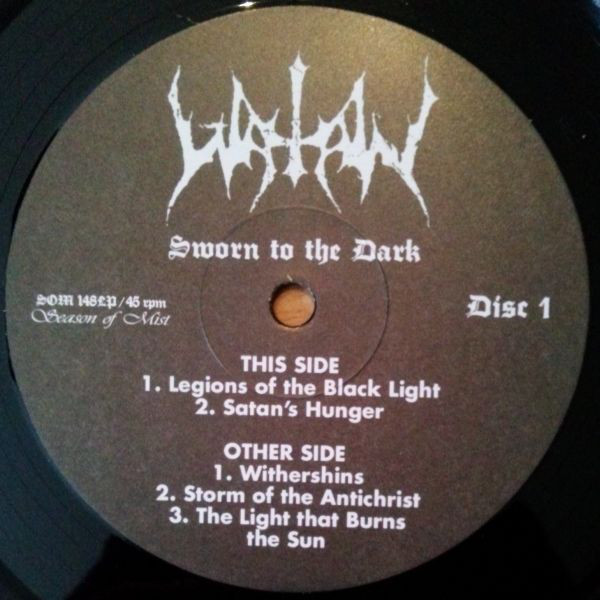 WATAIN
Sworn to the Dark
SOM 148LP/45 rpm
Season of Mist
Disc 1
THIS SIDE
1. Legions of the Black Light
2. Satan's Hunger
OTHER SIDE
1. Withershins
2. Storm of the Antichrist
3. The Light that Burns
the Sun